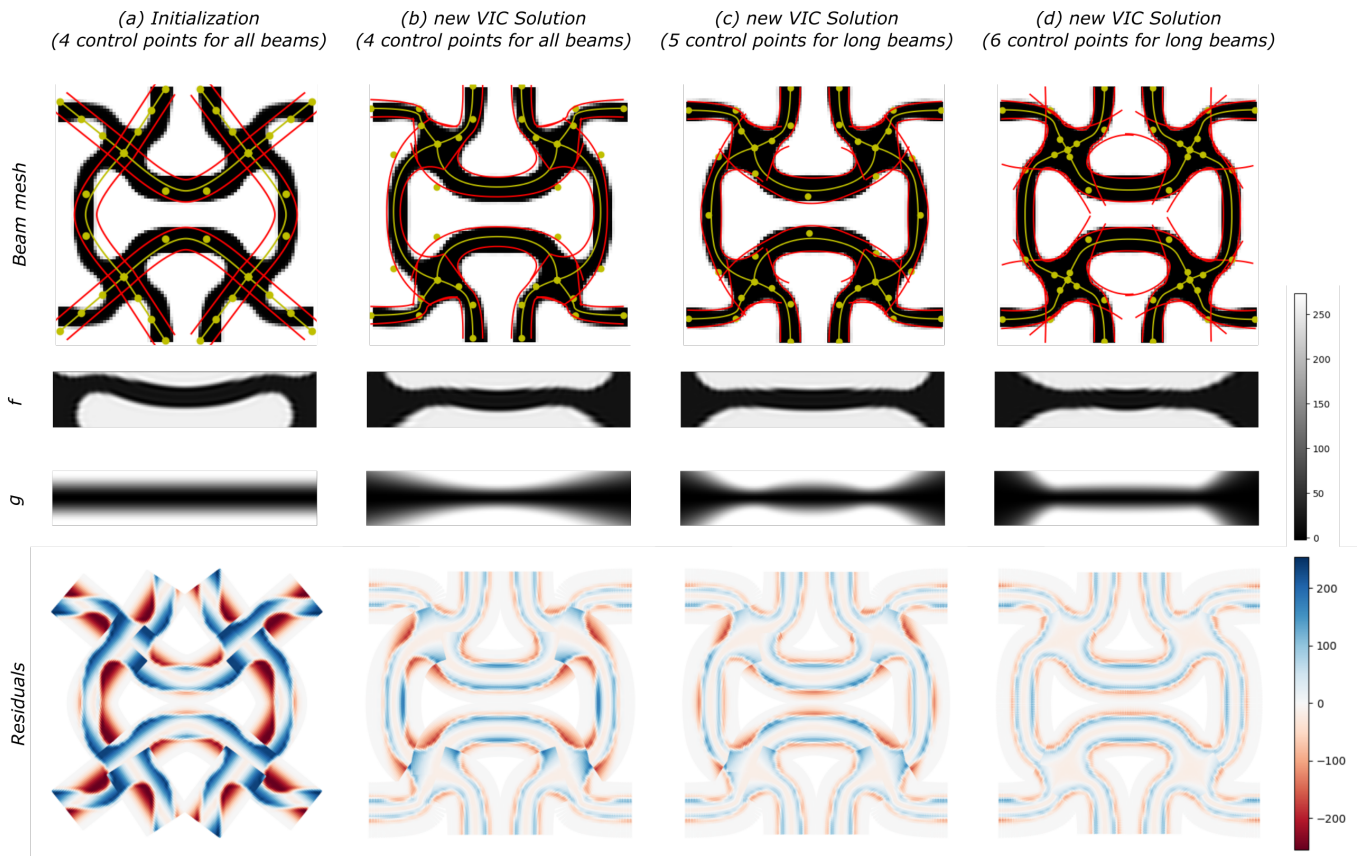 (a) Initialization
(4 control points for all beams)
(b) new VIC Solution
(4 control points for all beams)
(c) new VIC Solution
(5 control points for long beams)
(d) new VIC Solution
(6 control points for long beams)
Beam mesh
f
g
250
200
150
100
50
0
Residuals
200
100
0
−100
−200